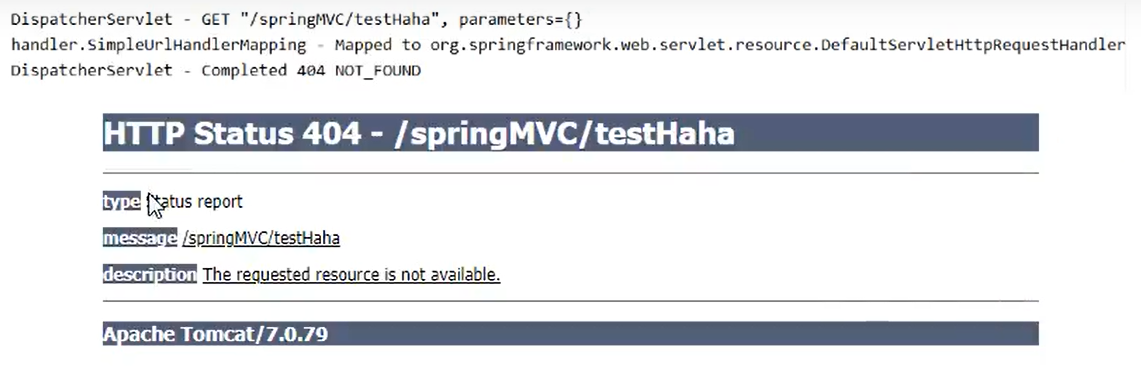 DispatcherServlet - GET "/springMVC/testHaha", parameters={}
handler.SimpleUrlHandlerMapping - Mapped to org.springframework.web.servlet.resource.DefaultServletHttpRequestHandler
DispatcherServlet - Completed 404 NOT_FOUND
HTTP Status 404 - /springMVC/testHaha
type Status report
message /springMVC/testHaha
description The requested resource is not available.
Apache Tomcat/7.0.79